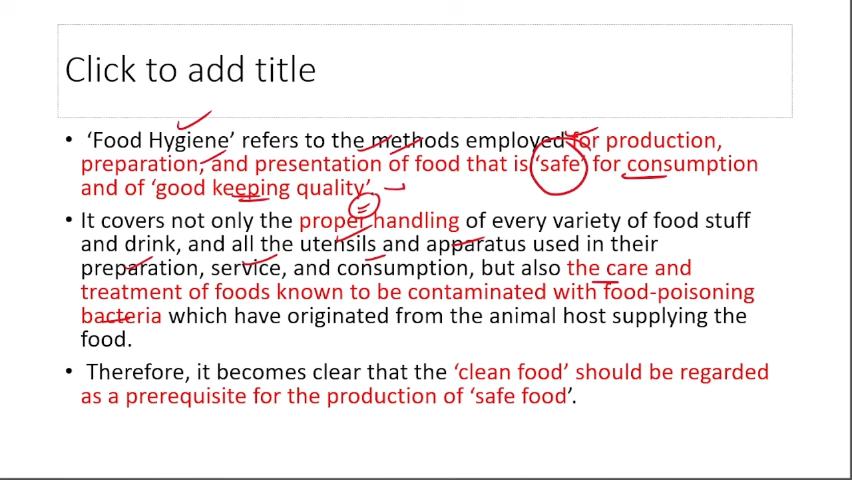 Click to add title
• ‘Food Hygiene’ refers to the methods employed for production,
preparation, and presentation of food that is ‘safe’ for consumption
and of ‘good keeping quality’.
• It covers not only the proper handling of every variety of food stuff
and drink, and all the utensils and apparatus used in their
preparation, service, and consumption, but also the care and
treatment of foods known to be contaminated with food-poisoning
bacteria which have originated from the animal host supplying the
food.
• Therefore, it becomes clear that the ‘clean food’ should be regarded
as a prerequisite for the production of ‘safe food’.